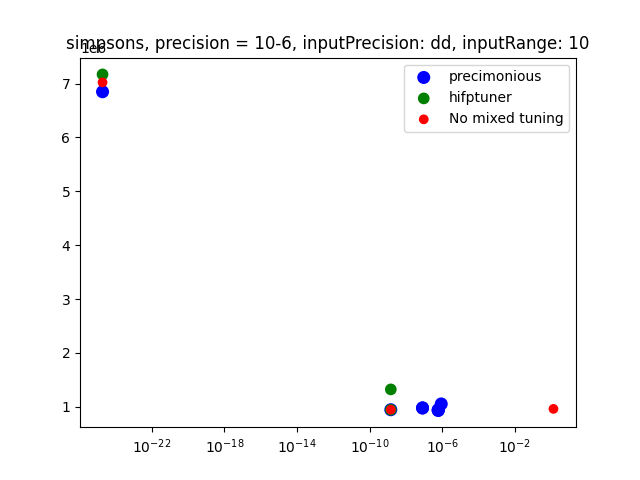 simpsons, precision = 10-6, inputPrecision: dd, inputRange: 10
1e6
precimonious
hifptuner
No mixed tuning
7
6
5
4
3
2
1
10⁻²² 10⁻¹⁸ 10⁻¹⁴ 10⁻¹⁰ 10⁻⁶ 10⁻²